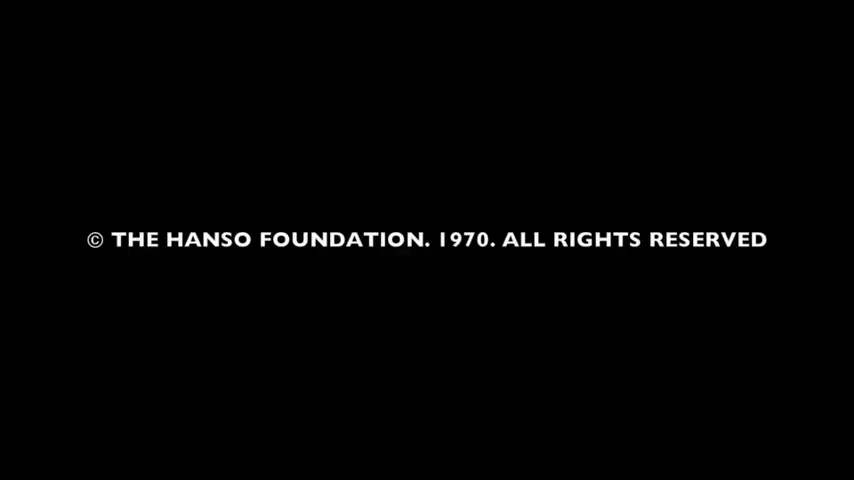 © THE HANSO FOUNDATION. 1970. ALL RIGHTS RESERVED